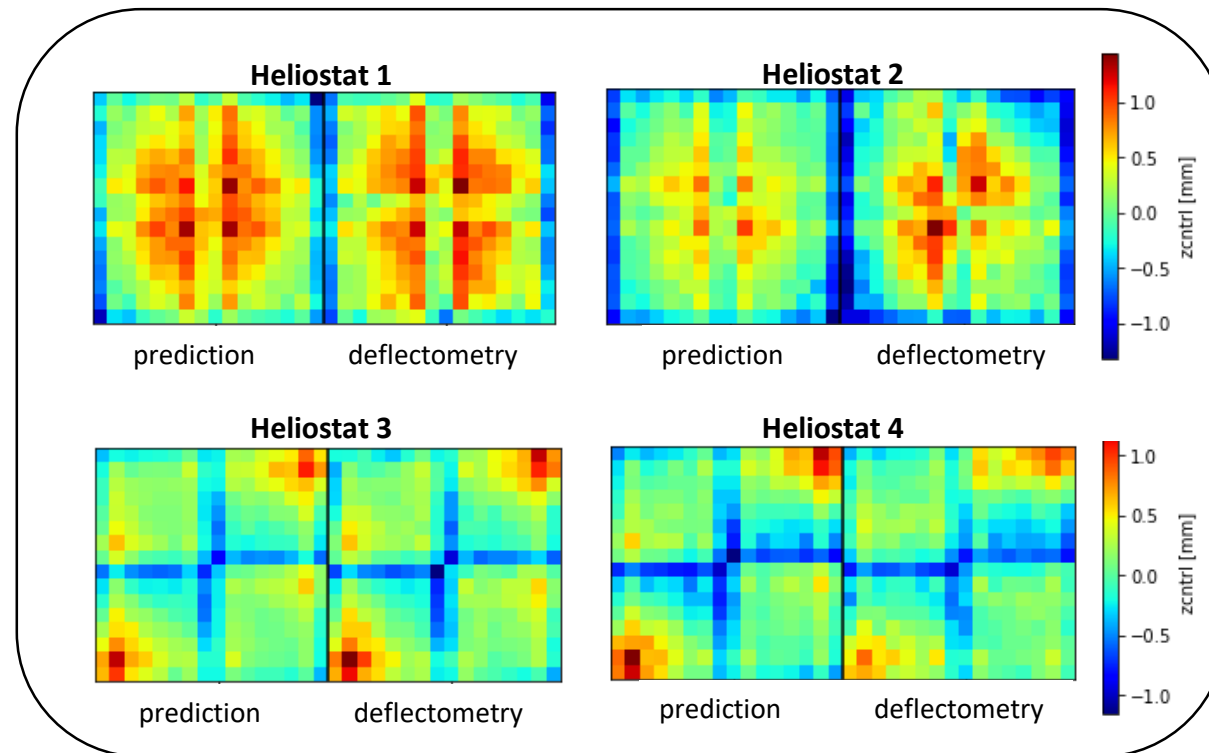 Heliostat 1
Heliostat 2
1.0
0.5
0.0
−0.5
−1.0
zcntrl [mm]
prediction
deflectometry
prediction
deflectometry
Heliostat 3
Heliostat 4
1.0
0.5
0.0
−0.5
−1.0
zcntrl [mm]
prediction
deflectometry
prediction
deflectometry